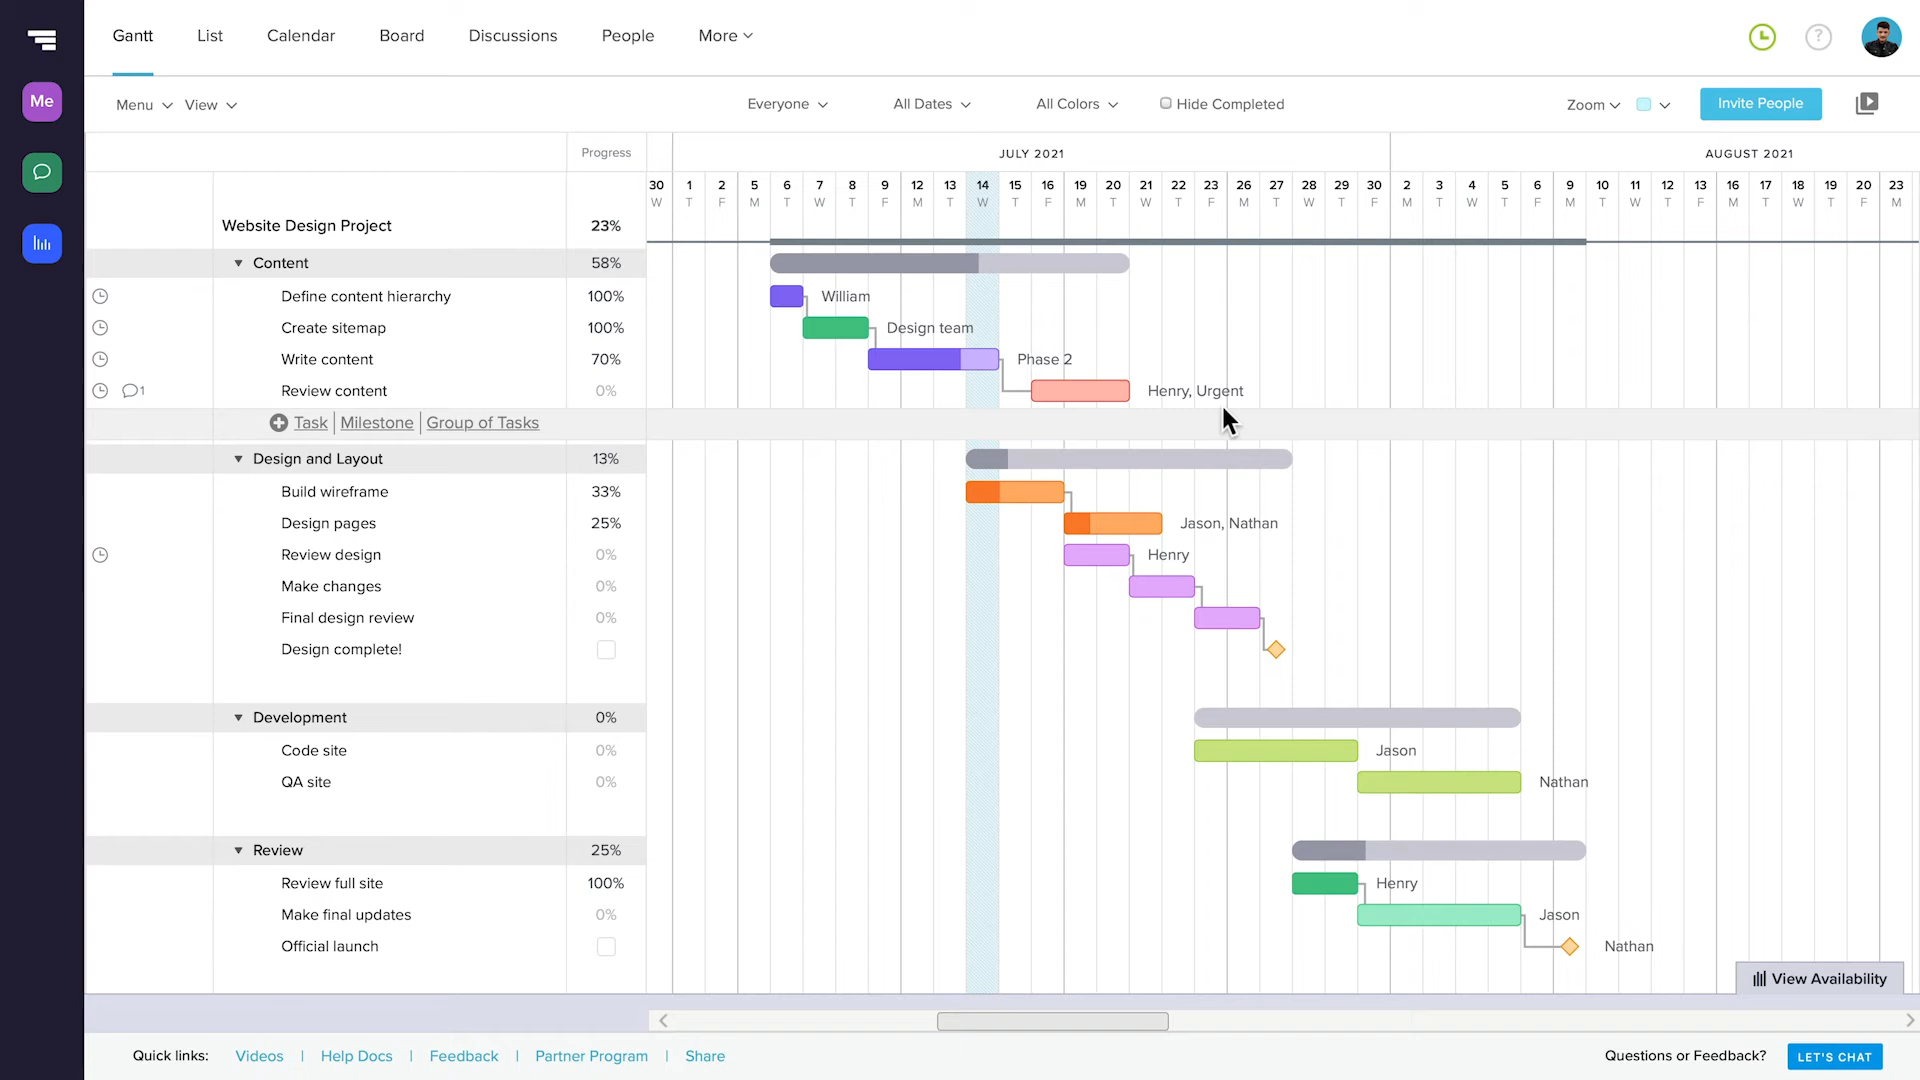 Gantt List Calendar Board Discussions People More ?
Me
Menu View Everyone All Dates All Colors Hide Completed Zoom Invite People
Progress JULY 2021 AUGUST 2021
30 1 2 5 6 7 8 9 12 13 14 15 16 19 20 21 22 23 26 27 28 29 30 2 3 4 5 6 9 10 11 12 13 16 17 18 19 20 23
W T F M T W T F M T W T F M T W T F M T W T F M T W T F M T W T F M T W T F M
Website Design Project 23%
Content 58%
Define content hierarchy 100% William
Create sitemap 100% Design team
Write content 70% Phase 2
1 Review content 0% Henry, Urgent
Task | Milestone | Group of Tasks
Design and Layout 13%
Build wireframe 33%
Design pages 25% Jason, Nathan
Review design 0% Henry
Make changes 0%
Final design review 0%
Design complete!
Development 0%
Code site 0% Jason
QA site 0% Nathan
Review 25%
Review full site 100% Henry
Make final updates 0% Jason
Official launch Nathan
View Availability
Quick links: Videos | Help Docs | Feedback | Partner Program | Share Questions or Feedback? LET'S CHAT